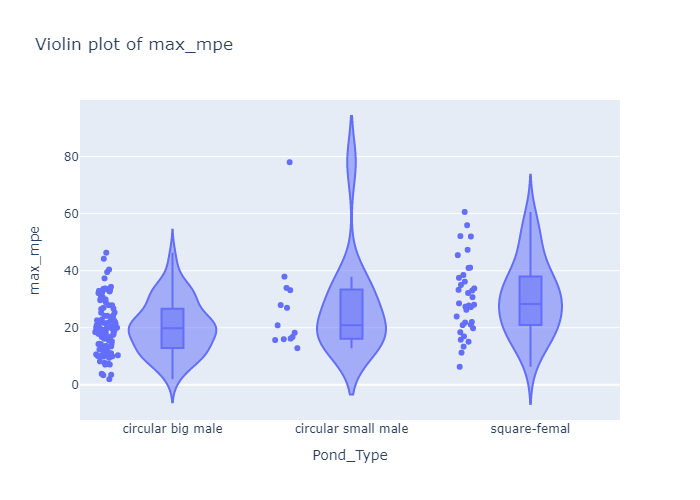 Violin plot of max_mpe
80
60
40
20
0
max_mpe
circular big male
circular small male
square-femal
Pond_Type